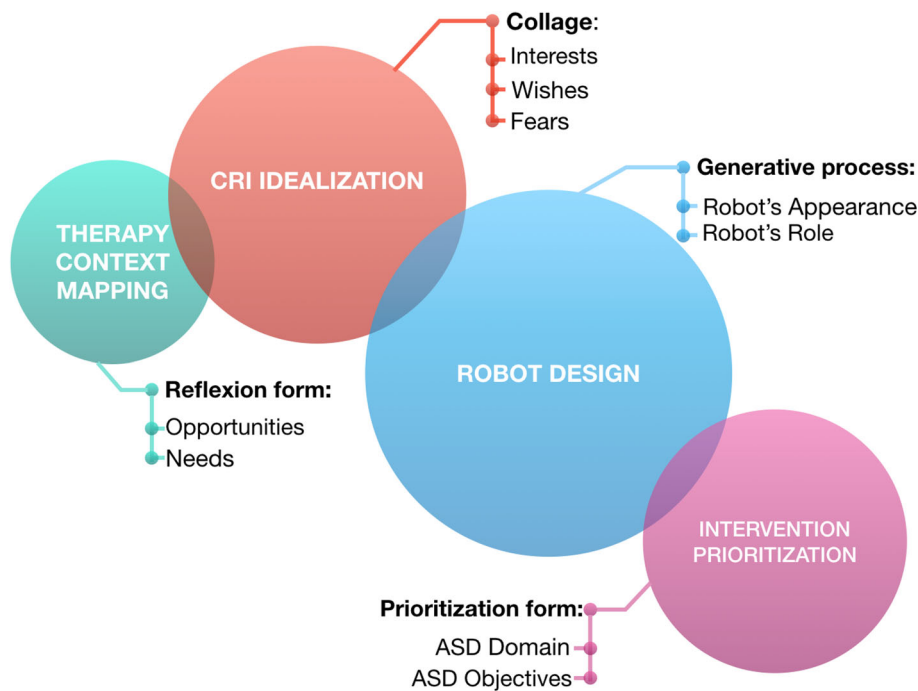 Collage:
Interests
Wishes
Fears
CRI IDEALIZATION
Generative process:
Robot's Appearance
Robot's Role
THERAPY
CONTEXT
MAPPING
ROBOT DESIGN
Reflexion form:
Opportunities
Needs
INTERVENTION
PRIORITIZATION
Prioritization form:
ASD Domain
ASD Objectives